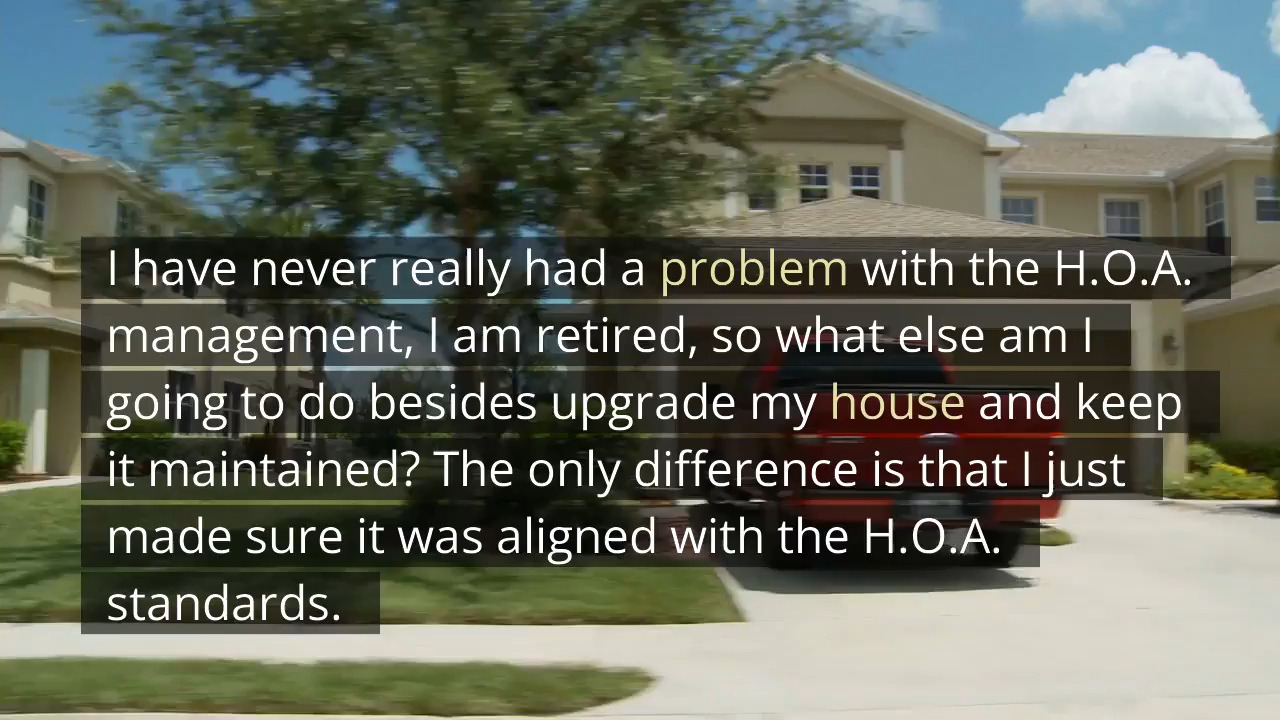 I have never really had a problem with the H.O.A.
management, I am retired, so what else am I
going to do besides upgrade my house and keep
it maintained? The only difference is that I just
made sure it was aligned with the H.O.A.
standards.